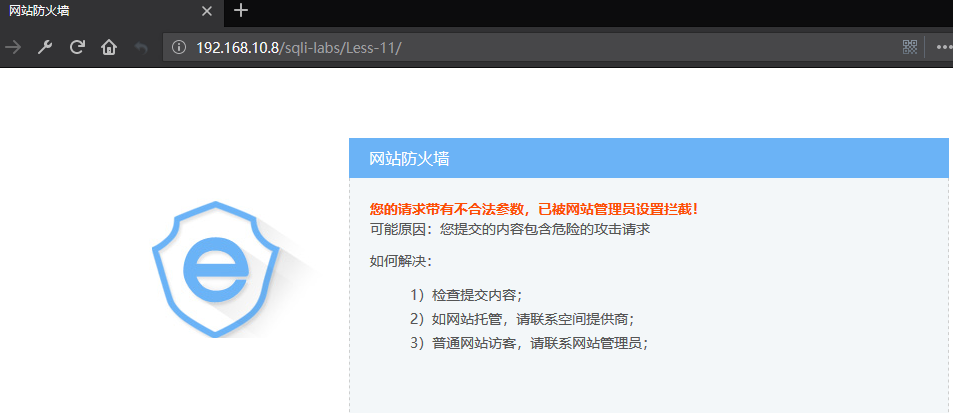 网站防火墙
192.168.10.8/sqli-labs/Less-11/
网站防火墙
您的请求带有不合法参数，已被网站管理员设置拦截！
可能原因：您提交的内容包含危险的攻击请求
如何解决：
1）检查提交内容；
2）如网站托管，请联系空间提供商；
3）普通网站访客，请联系网站管理员；